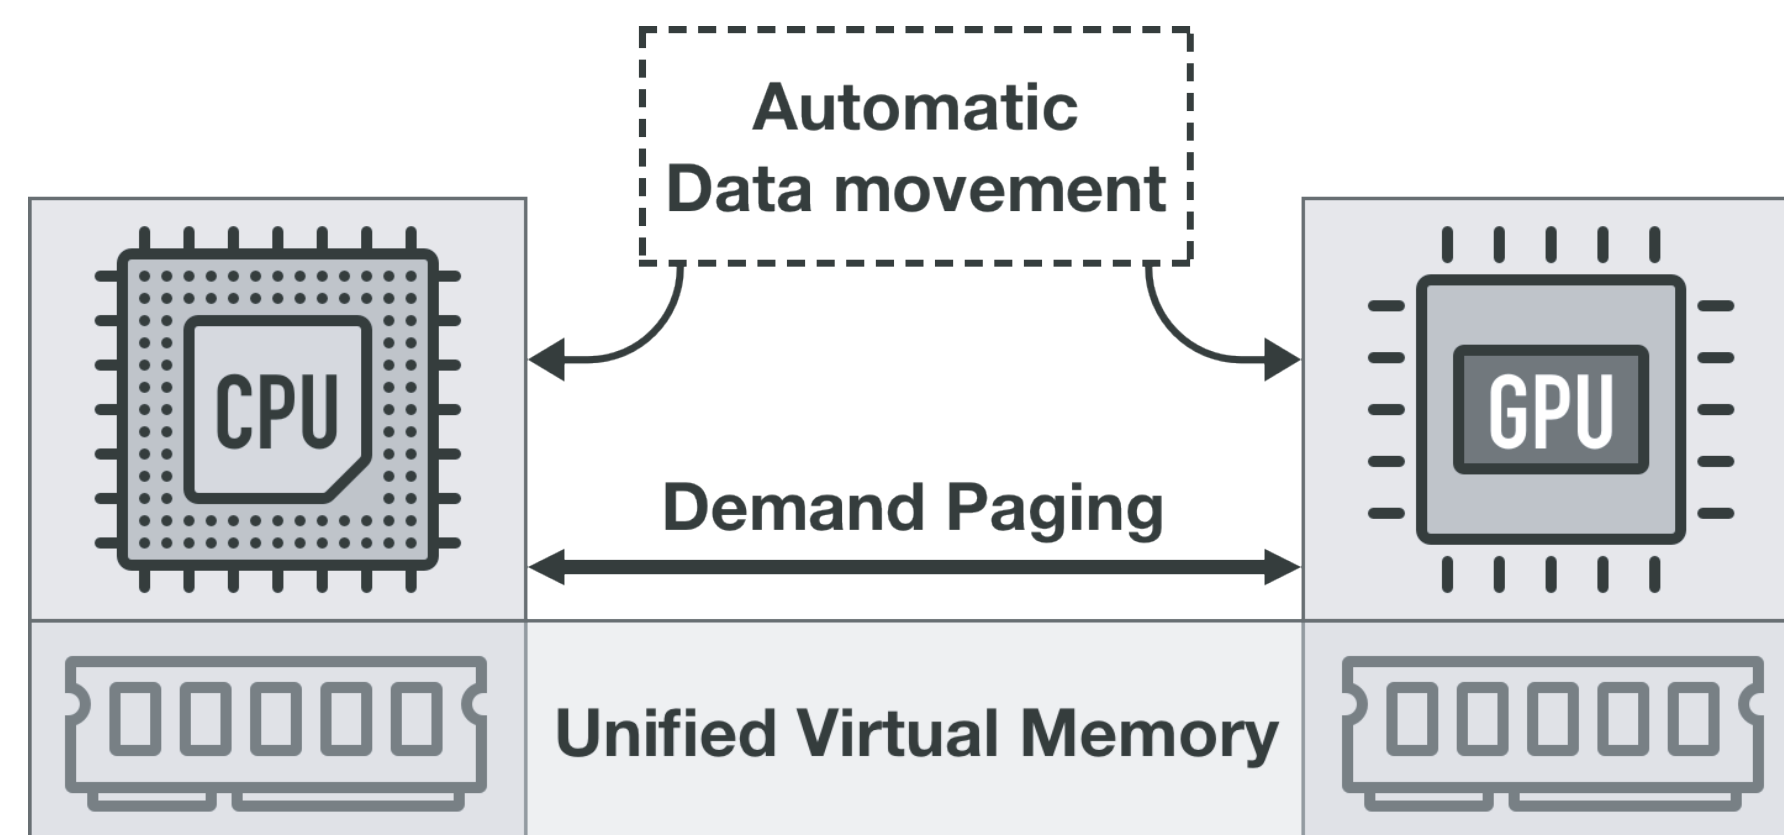 Automatic
Data movement
CPU
GPU
Demand Paging
Unified Virtual Memory